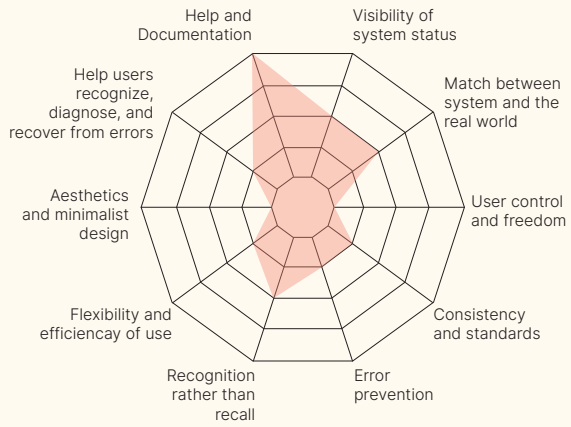 Help and
Documentation
Visibility of
system status
Help users
recognize,
diagnose, and
recover from errors
Match between
system and the
real world
Aesthetics
and minimalist
design
User control
and freedom
Flexibility and
efficiencay of use
Consistency
and standards
Recognition
rather than
recall
Error
prevention